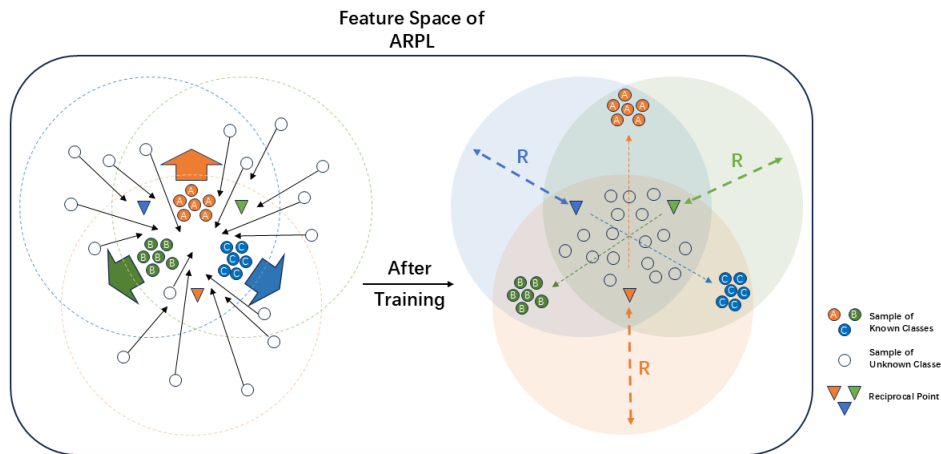 Feature Space of
ARPL
A
A A
A A A
A A
B B
B B B
B
C C
C C
C C
After
Training
A
A A A
A A
R
R
B B
B B B
B
C C
C C
C
C
R
A B
C
Sample of
Known Classes
Sample of
Unknown Classe
Reciprocal Point